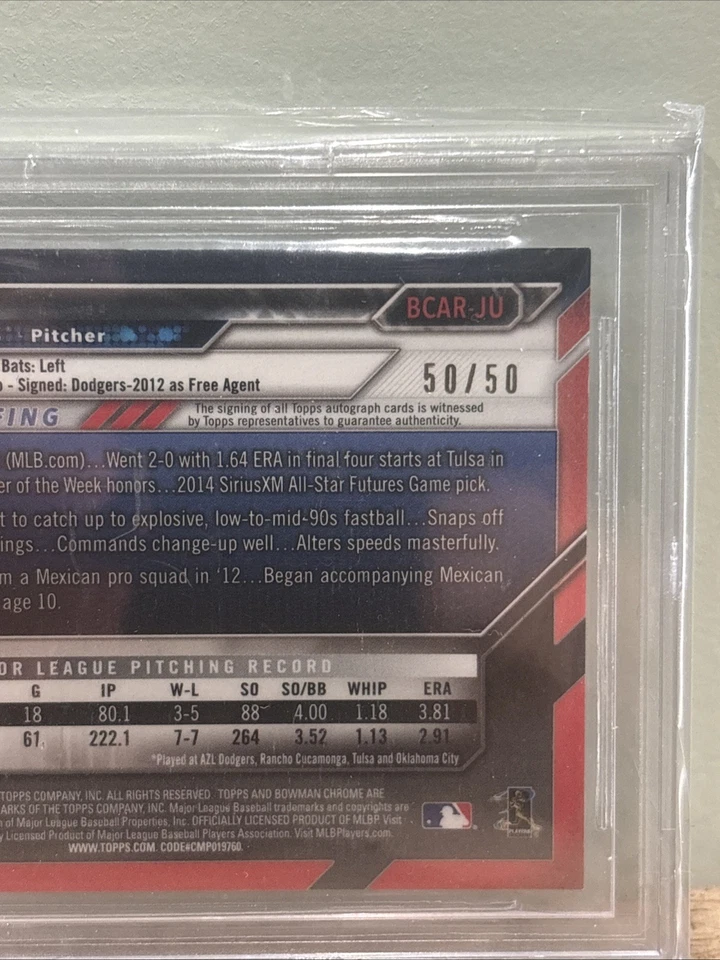 BCAR-JU
Pitcher
Bats: Left
- Signed: Dodgers-2012 as Free Agent
50/50
FING
The signing of all Topps autograph cards is witnessed
by Topps representatives to guarantee authenticity.
(MLB.com)...Went 2-0 with 1.64 ERA in final four starts at Tulsa in
er of the Week honors...2014 SiriusXM All-Star Futures Game pick.
t to catch up to explosive, low-to-mid-90s fastball...Snaps off
ings...Commands change-up well...Alters speeds masterfully.
m a Mexican pro squad in '12...Began accompanying Mexican
age 10.
OR LEAGUE PITCHING RECORD
G IP W-L SO SO/BB WHIP ERA
18 80.1 3-5 88 4.00 1.18 3.81
61 222.1 7-7 264 3.52 1.13 2.91
*Played at AZL Dodgers, Rancho Cucamonga, Tulsa and Oklahoma City
TOPPS COMPANY, INC. ALL RIGHTS RESERVED. TOPPS AND BOWMAN CHROME ARE
MARKS OF THE TOPPS COMPANY, INC. Major League Baseball trademarks and copyrights are
n of Major League Baseball Properties, Inc. OFFICIALLY LICENSED PRODUCT OF MLBP. Visit
y Licensed Product of Major League Baseball Players Association. Visit MLBPlayers.com.
WWW.TOPPS.COM. CODE#CMP019760.